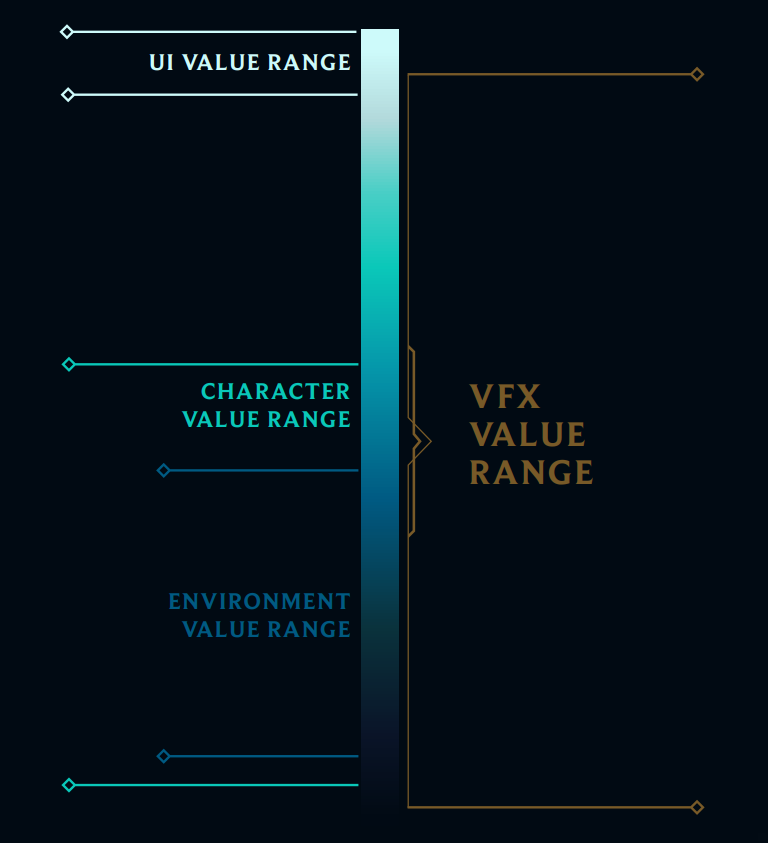 UI VALUE RANGE
CHARACTER
VALUE RANGE
VFX
VALUE
RANGE
ENVIRONMENT
VALUE RANGE